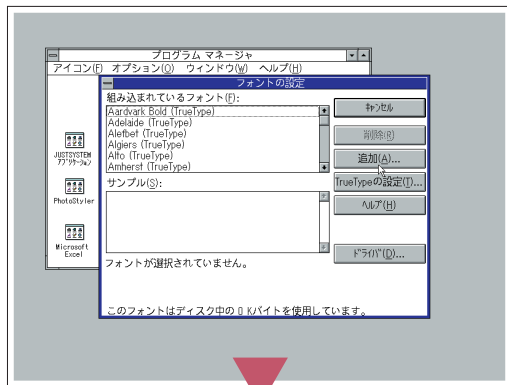 プログラム マネージャ
アイコン(F) オプション(O) ウィンドウ(W) ヘルプ(H)
フォントの設定
組み込まれているフォント(F):
Aardvark Bold (TrueType)
Adelaide (TrueType)
Alefbet (TrueType)
Algiers (TrueType)
Alto (TrueType)
Amherst (TrueType)
キャンセル
削除(R)
追加(A)...
TrueTypeの設定(T)...
ヘルプ(H)
ドライバ(D)...
サンプル(S):
フォントが選択されていません。
このフォントはディスク中の 0 Kバイトを使用しています。
JUSTSYSTEM
アプリケーション
PhotoStyler
Microsoft
Excel